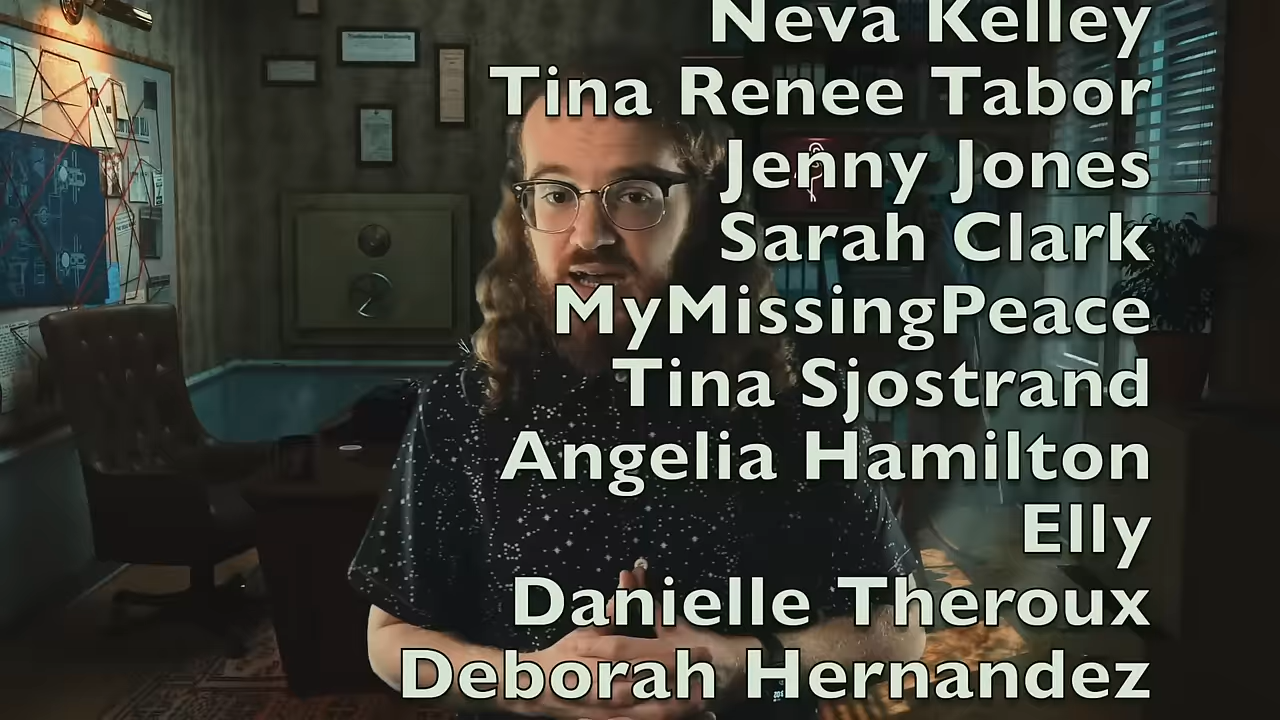 Neva Kelley
Tina Renee Tabor
Jenny Jones
Sarah Clark
MyMissingPeace
Tina Sjostrand
Angelia Hamilton
Elly
Danielle Theroux
Deborah Hernandez